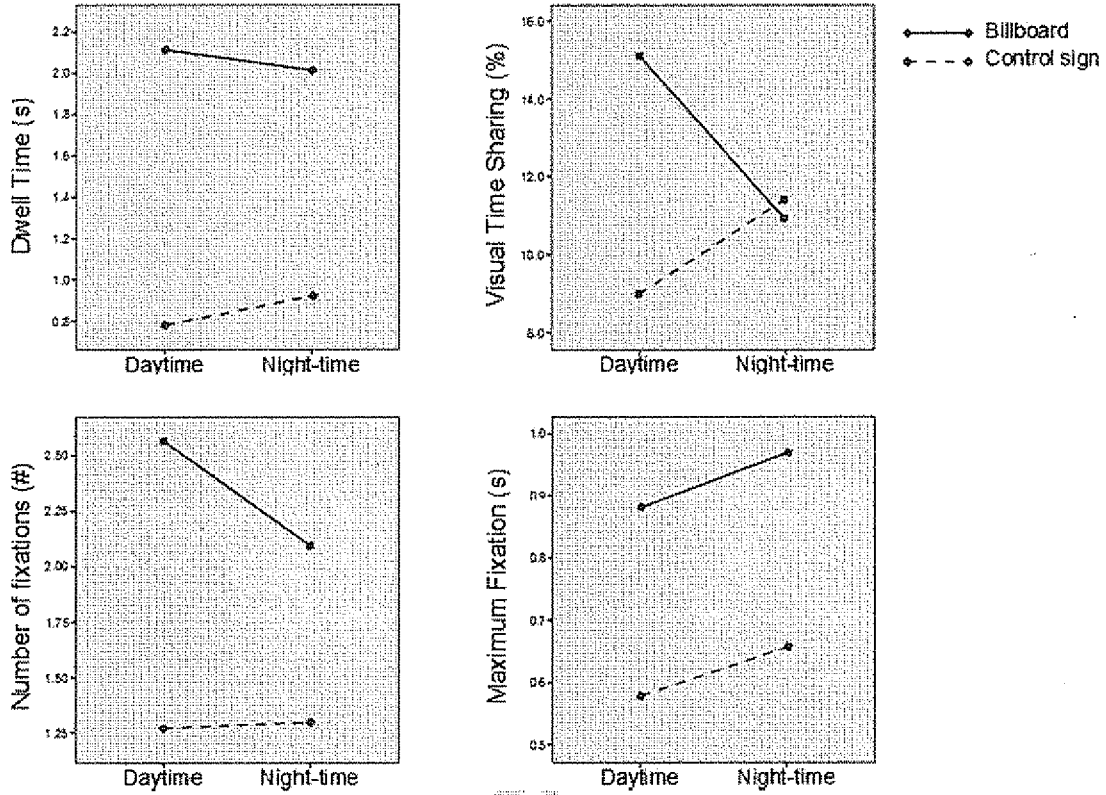 Billboard
Control sign
Dwell Time (s)
2.2
2.0
1.8
1.6
1.4
1.2
1.0
0.8
Daytime Night-time
Visual Time Sharing (%)
16.0
14.0
12.0
10.0
8.0
Daytime Night-time
Number of fixations (#)
2.50
2.25
2.00
1.75
1.50
1.25
Daytime Night-time
Maximum Fixation (s)
1.0
0.9
0.8
0.7
0.6
0.5
Daytime Night-time